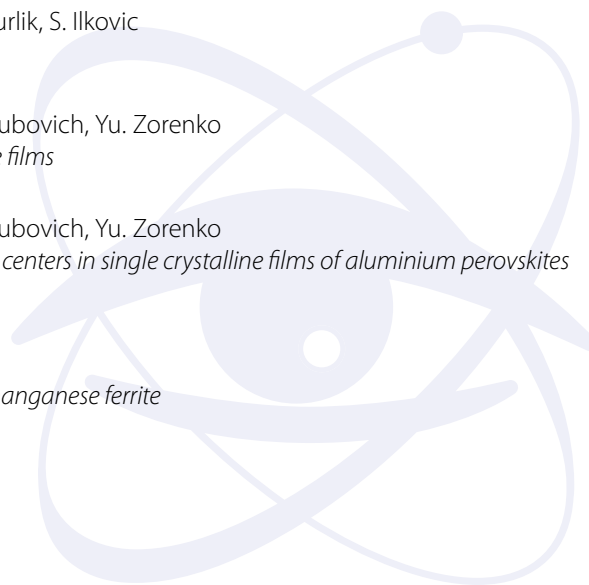 urlik, S. Ilkovic
ubovich, Yu. Zorenko
e films
ubovich, Yu. Zorenko
centers in single crystalline films of aluminium perovskites
anganese ferrite